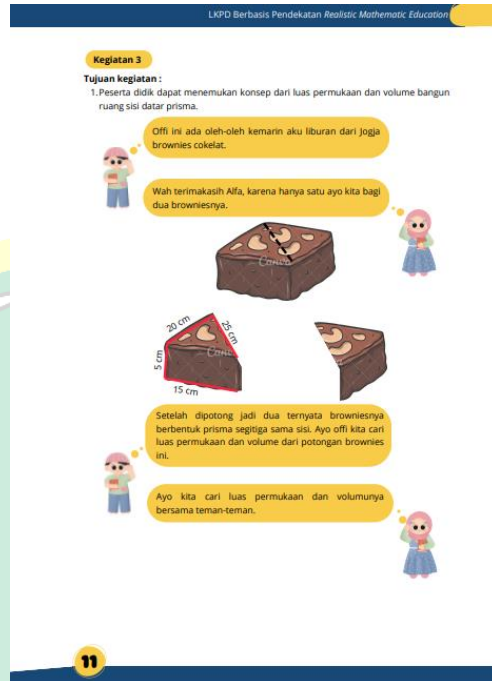 LKPD Berbasis Pendekatan Realistic Mathematic Education
Kegiatan 3
Tujuan kegiatan :
1.Peserta didik dapat menemukan konsep dari luas permukaan dan volume bangun
ruang sisi datar prisma.
Offi ini ada oleh-oleh kemarin aku liburan dari Jogja
brownies cokelat.
Wah terimakasih Alfa, karena hanya satu ayo kita bagi
dua browniesnya.
Canva
20 cm
25 cm
5 cm
15 cm
Setelah dipotong jadi dua ternyata browniesnya
berbentuk prisma segitiga sama sisi. Ayo offi kita cari
luas permukaan dan volume dari potongan brownies
ini.
Ayo kita cari luas permukaan dan volumunya
bersama teman-teman.
11